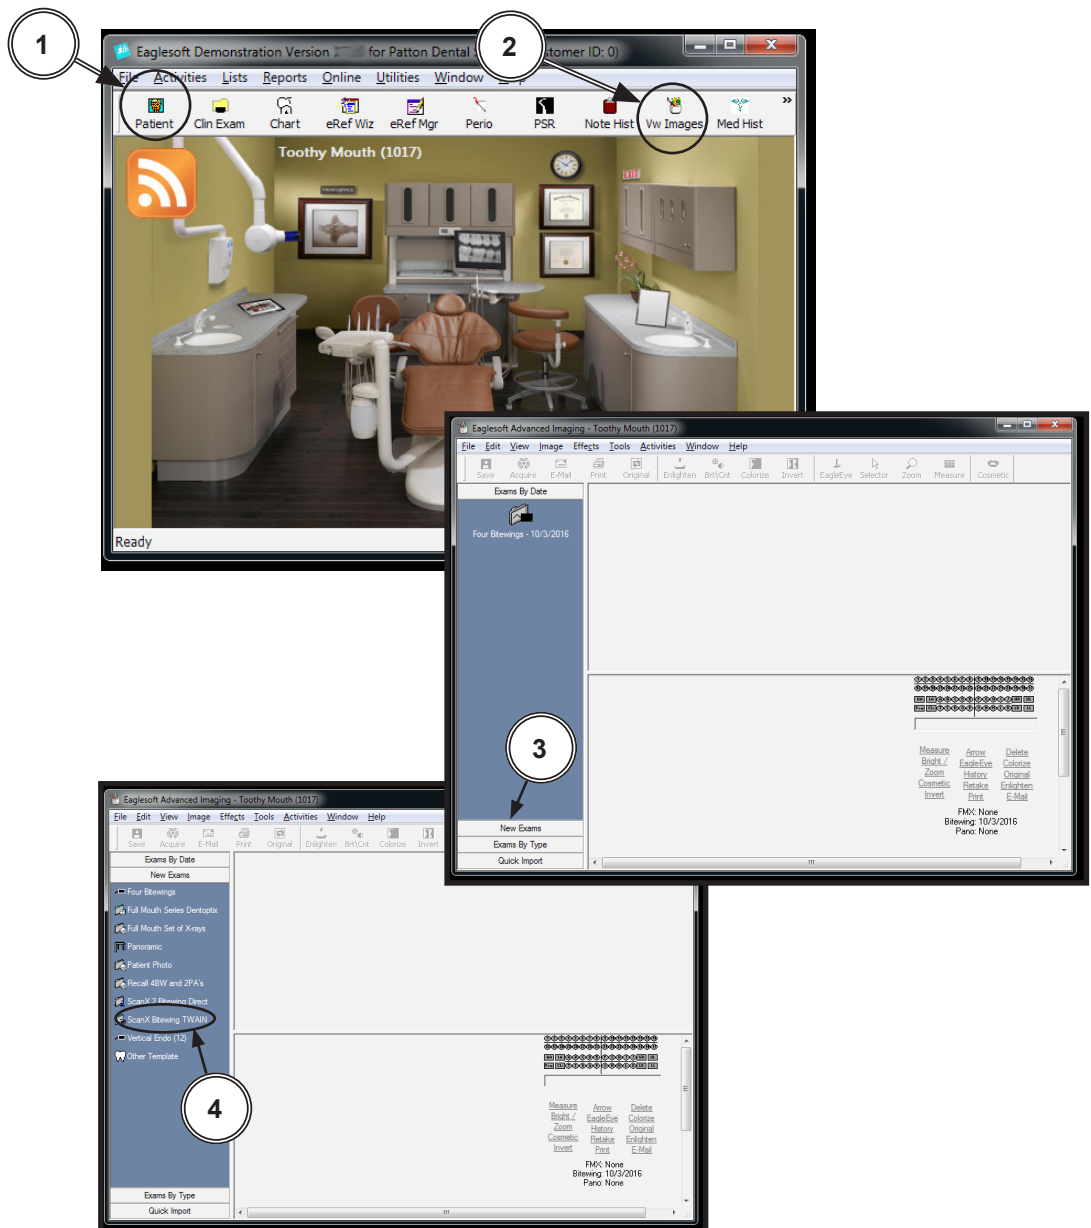 1
2
Eaglesoft Demonstration Version for Patton Dental S stomer ID: 0)
File Activities Lists Reports Online Utilities Window
Patient Clin Exam Chart eRef Wiz eRef Mgr Perio PSR Note Hist Vw Images Med Hist »
Toothy Mouth (1017)
EXIT
Ready
Eaglesoft Advanced Imaging - Toothy Mouth (1017)
File Edit View Image Effects Tools Activities Window Help
Save Acquire E-Mail Print Original Enlighten Brt\Cnt Colorize Invert EagleEye Selector Zoom Measure Cosmetic
Exams By Date
Four Bitewings - 10/3/2016
3
Measure Arrow Delete
Bright / EagleEye Colorize
Zoom History Original
Cosmetic Retake Enlighten
Invert Print E-Mail
FMX: None
Bitewing: 10/3/2016
Pano: None
New Exams
Exams By Type
Quick Import
Eaglesoft Advanced Imaging - Toothy Mouth (1017)
File Edit View Image Effects Tools Activities Window Help
Save Acquire E-Mail Print Original Enlighten Brt\Cnt Colorize Invert
Exams By Date
New Exams
Four Bitewings
Full Mouth Series Dentoptix
Full Mouth Set of X-rays
Panoramic
Patient Photo
Recall 4BW and 2PA's
ScanX 2 Bitewing Direct
ScanX Bitewing TWAIN
Vertical Endo (12)
Other Template
4
Measure Arrow Delete
Bright / EagleEye Colorize
Zoom History Original
Cosmetic Retake Enlighten
Invert Print E-Mail
FMX: None
Bitewing: 10/3/2016
Pano: None
Exams By Type
Quick Import